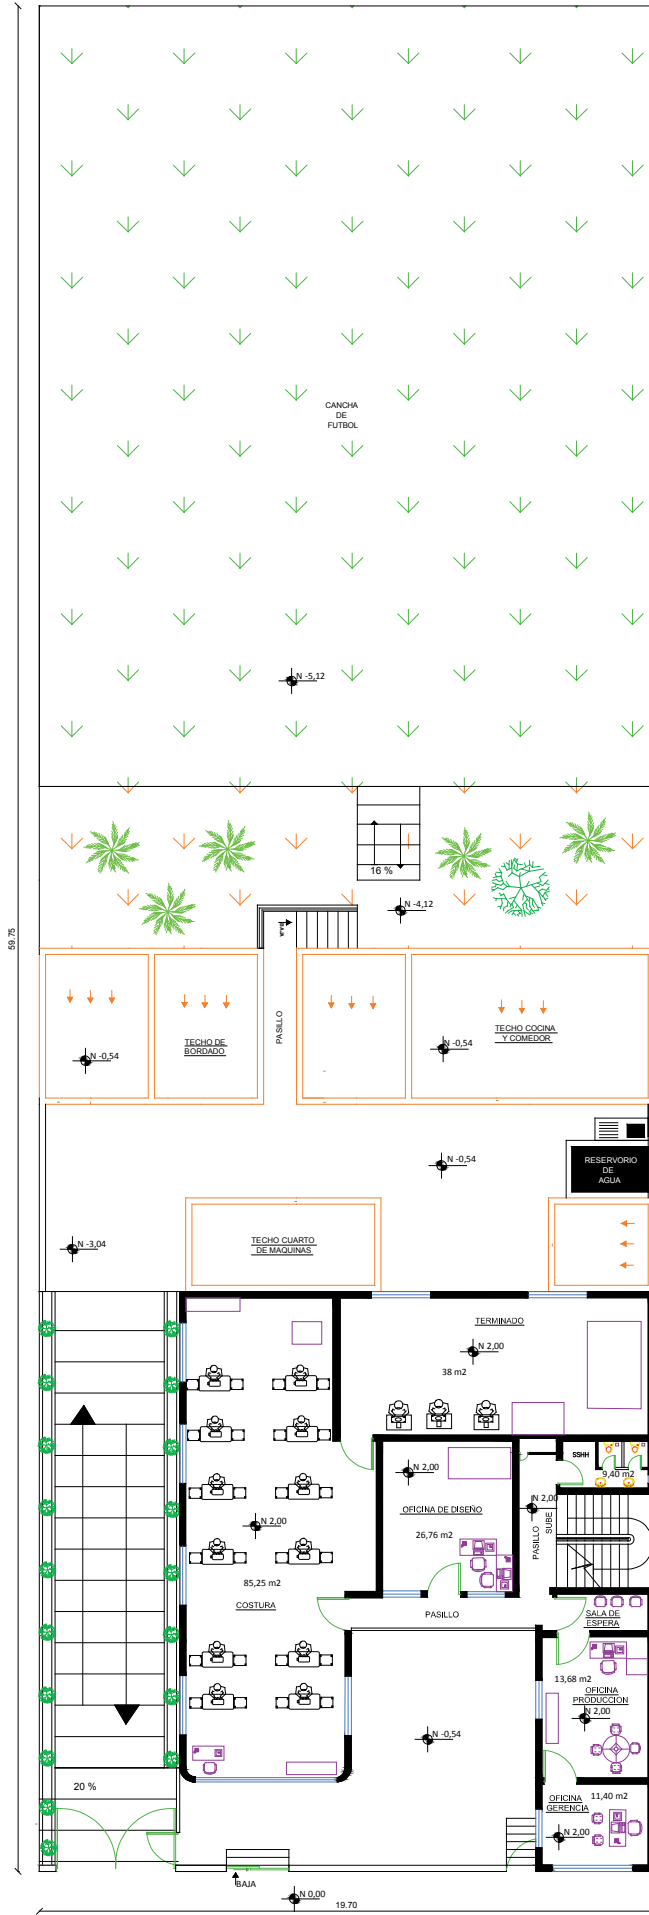 CANCHA
DE
FUTBOL
N -5,12
16 %
N -4,12
59.75
PASILLO
TECHO DE
BORDADO
TECHO COCINA
Y COMEDOR
N -0,54
N -0,54
N -0,54
RESERVORIO
DE
AGUA
TECHO CUARTO
DE MAQUINAS
N -3,04
TERMINADO
N 2,00
38 m2
N 2,00
SSHH
9,40 m2
OFICINA DE DISEÑO
26,76 m2
N 2,00
SUBE
PASILLO
N 2,00
85,25 m2
COSTURA
PASILLO
SALA DE
ESPERA
13,68 m2
OFICINA
PRODUCCION
N 2,00
N -0,54
20 %
OFICINA
GERENCIA
11,40 m2
N 2,00
BAJA
N 0,00
19.70